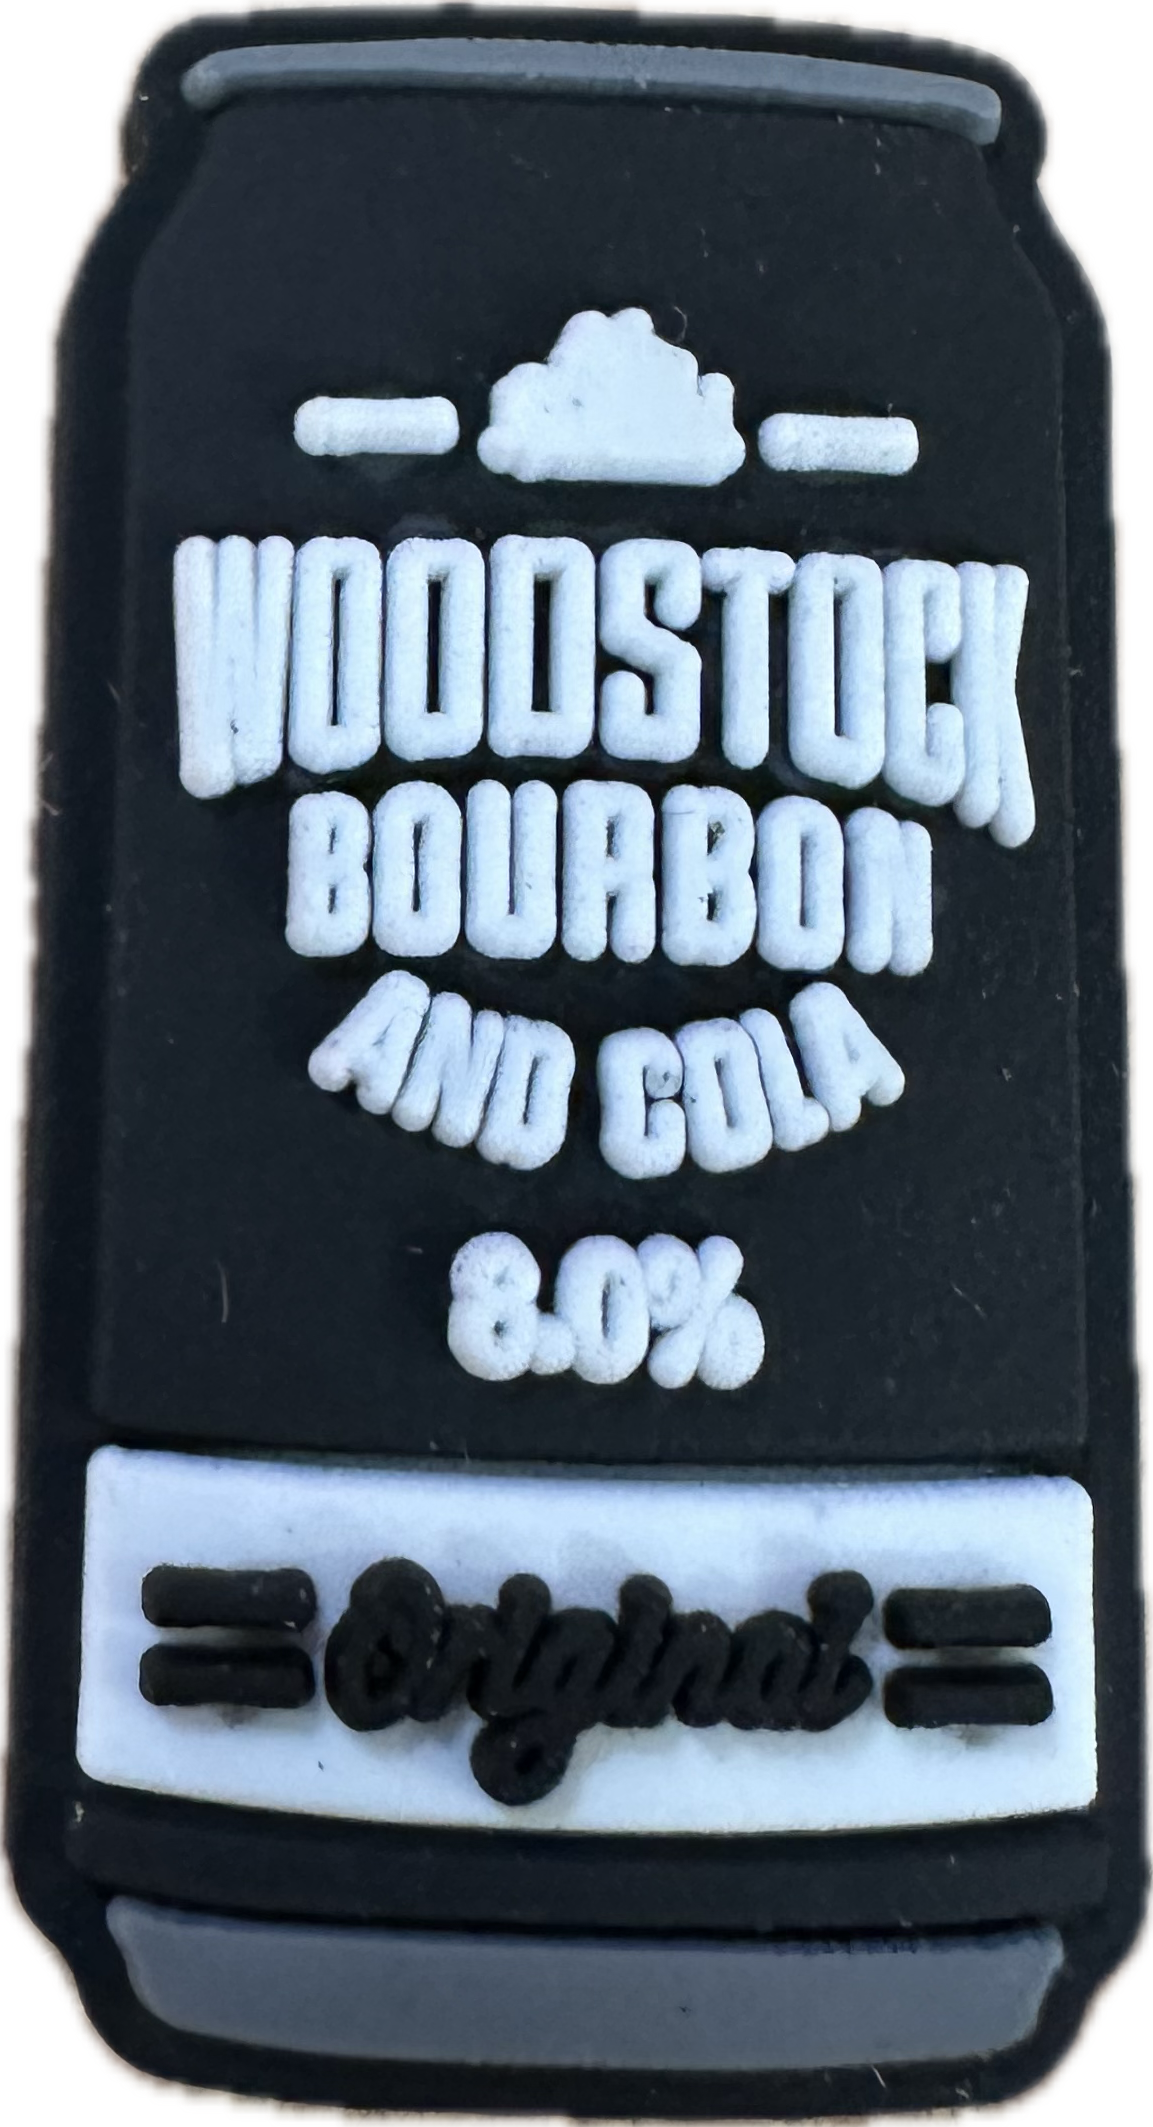 WOODSTOCK
BOURBON
AND COLA
8.0%
Original